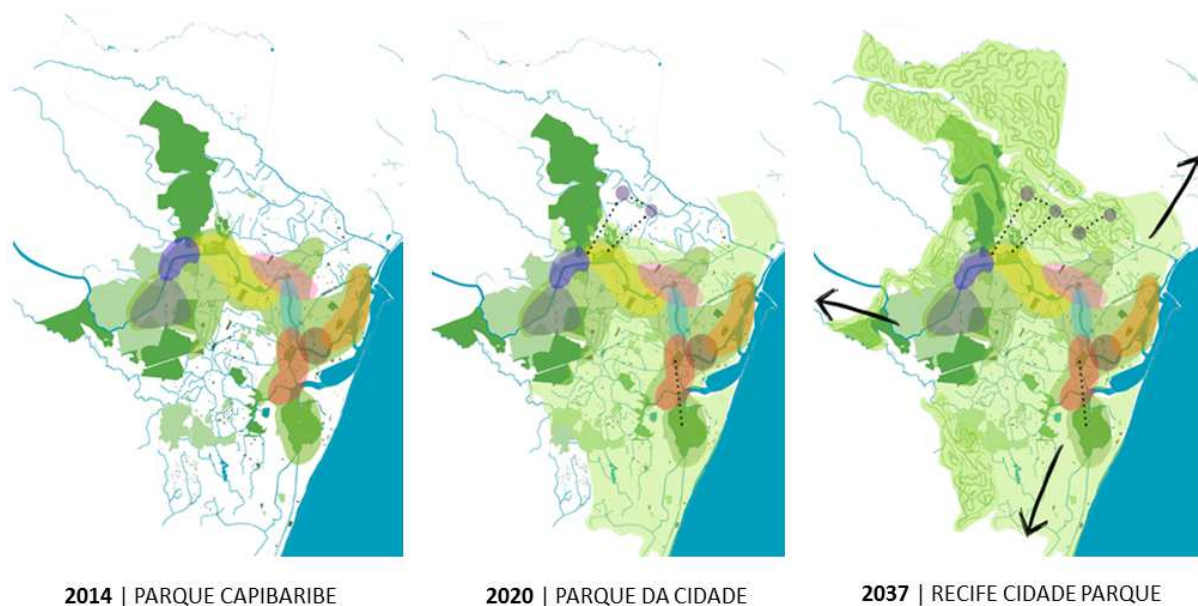 2014 | PARQUE CAPIBARIBE
2020 | PARQUE DA CIDADE
2037 | RECIFE CIDADE PARQUE